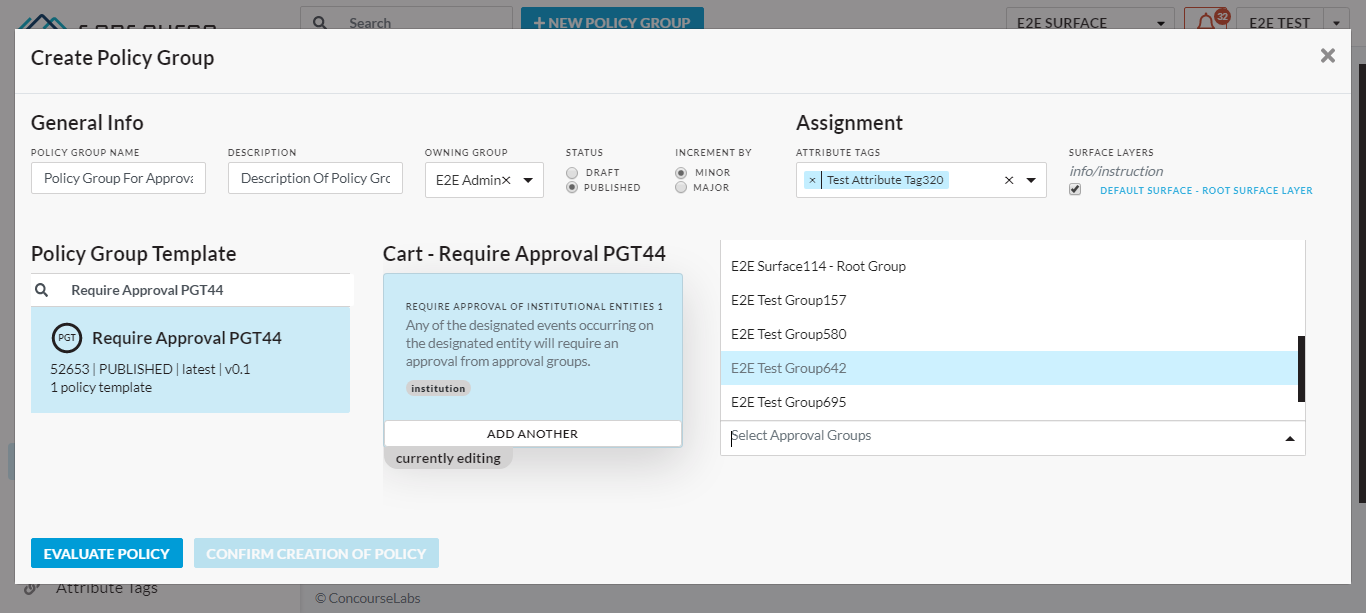 Search
+ NEW POLICY GROUP
E2E SURFACE
32
E2E TEST
Create Policy Group
×
General Info
Assignment
POLICY GROUP NAME
DESCRIPTION
OWNING GROUP
STATUS
INCREMENT BY
ATTRIBUTE TAGS
SURFACE LAYERS
Policy Group For Approva
Description Of Policy Grc
E2E Admin×
DRAFT
PUBLISHED
MINOR
MAJOR
× Test Attribute Tag320 ×
info/instruction
DEFAULT SURFACE - ROOT SURFACE LAYER
Policy Group Template
Require Approval PGT44
PGT Require Approval PGT44
52653 | PUBLISHED | latest | v0.1
1 policy template
Cart - Require Approval PGT44
REQUIRE APPROVAL OF INSTITUTIONAL ENTITIES 1
Any of the designated events occurring on
the designated entity will require an
approval from approval groups.
institution
ADD ANOTHER
currently editing
E2E Surface114 - Root Group
E2E Test Group157
E2E Test Group580
E2E Test Group642
E2E Test Group695
Select Approval Groups
EVALUATE POLICY
CONFIRM CREATION OF POLICY
Attribute Tags
© ConcourseLabs